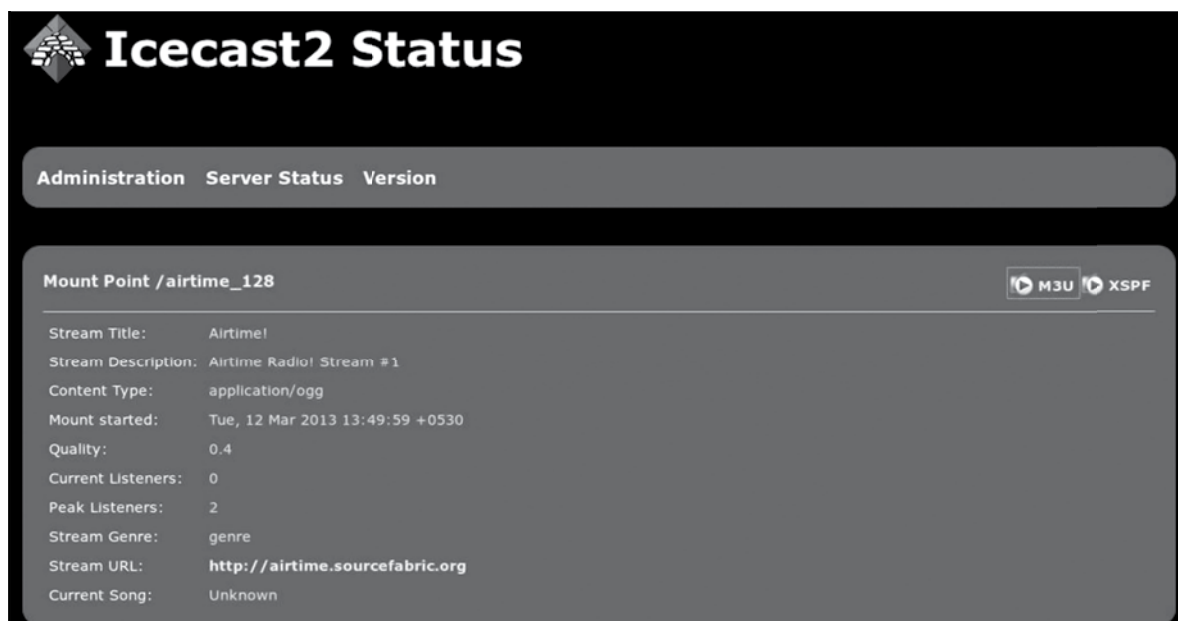 Icecast2 Status
Administration Server Status Version
Mount Point /airtime_128
M3U XSPF
Stream Title: Airtime!
Stream Description: Airtime Radio! Stream #1
Content Type: application/ogg
Mount started: Tue, 12 Mar 2013 13:49:59 +0530
Quality: 0.4
Current Listeners: 0
Peak Listeners: 2
Stream Genre: genre
Stream URL: http://airtime.sourcefabric.org
Current Song: Unknown